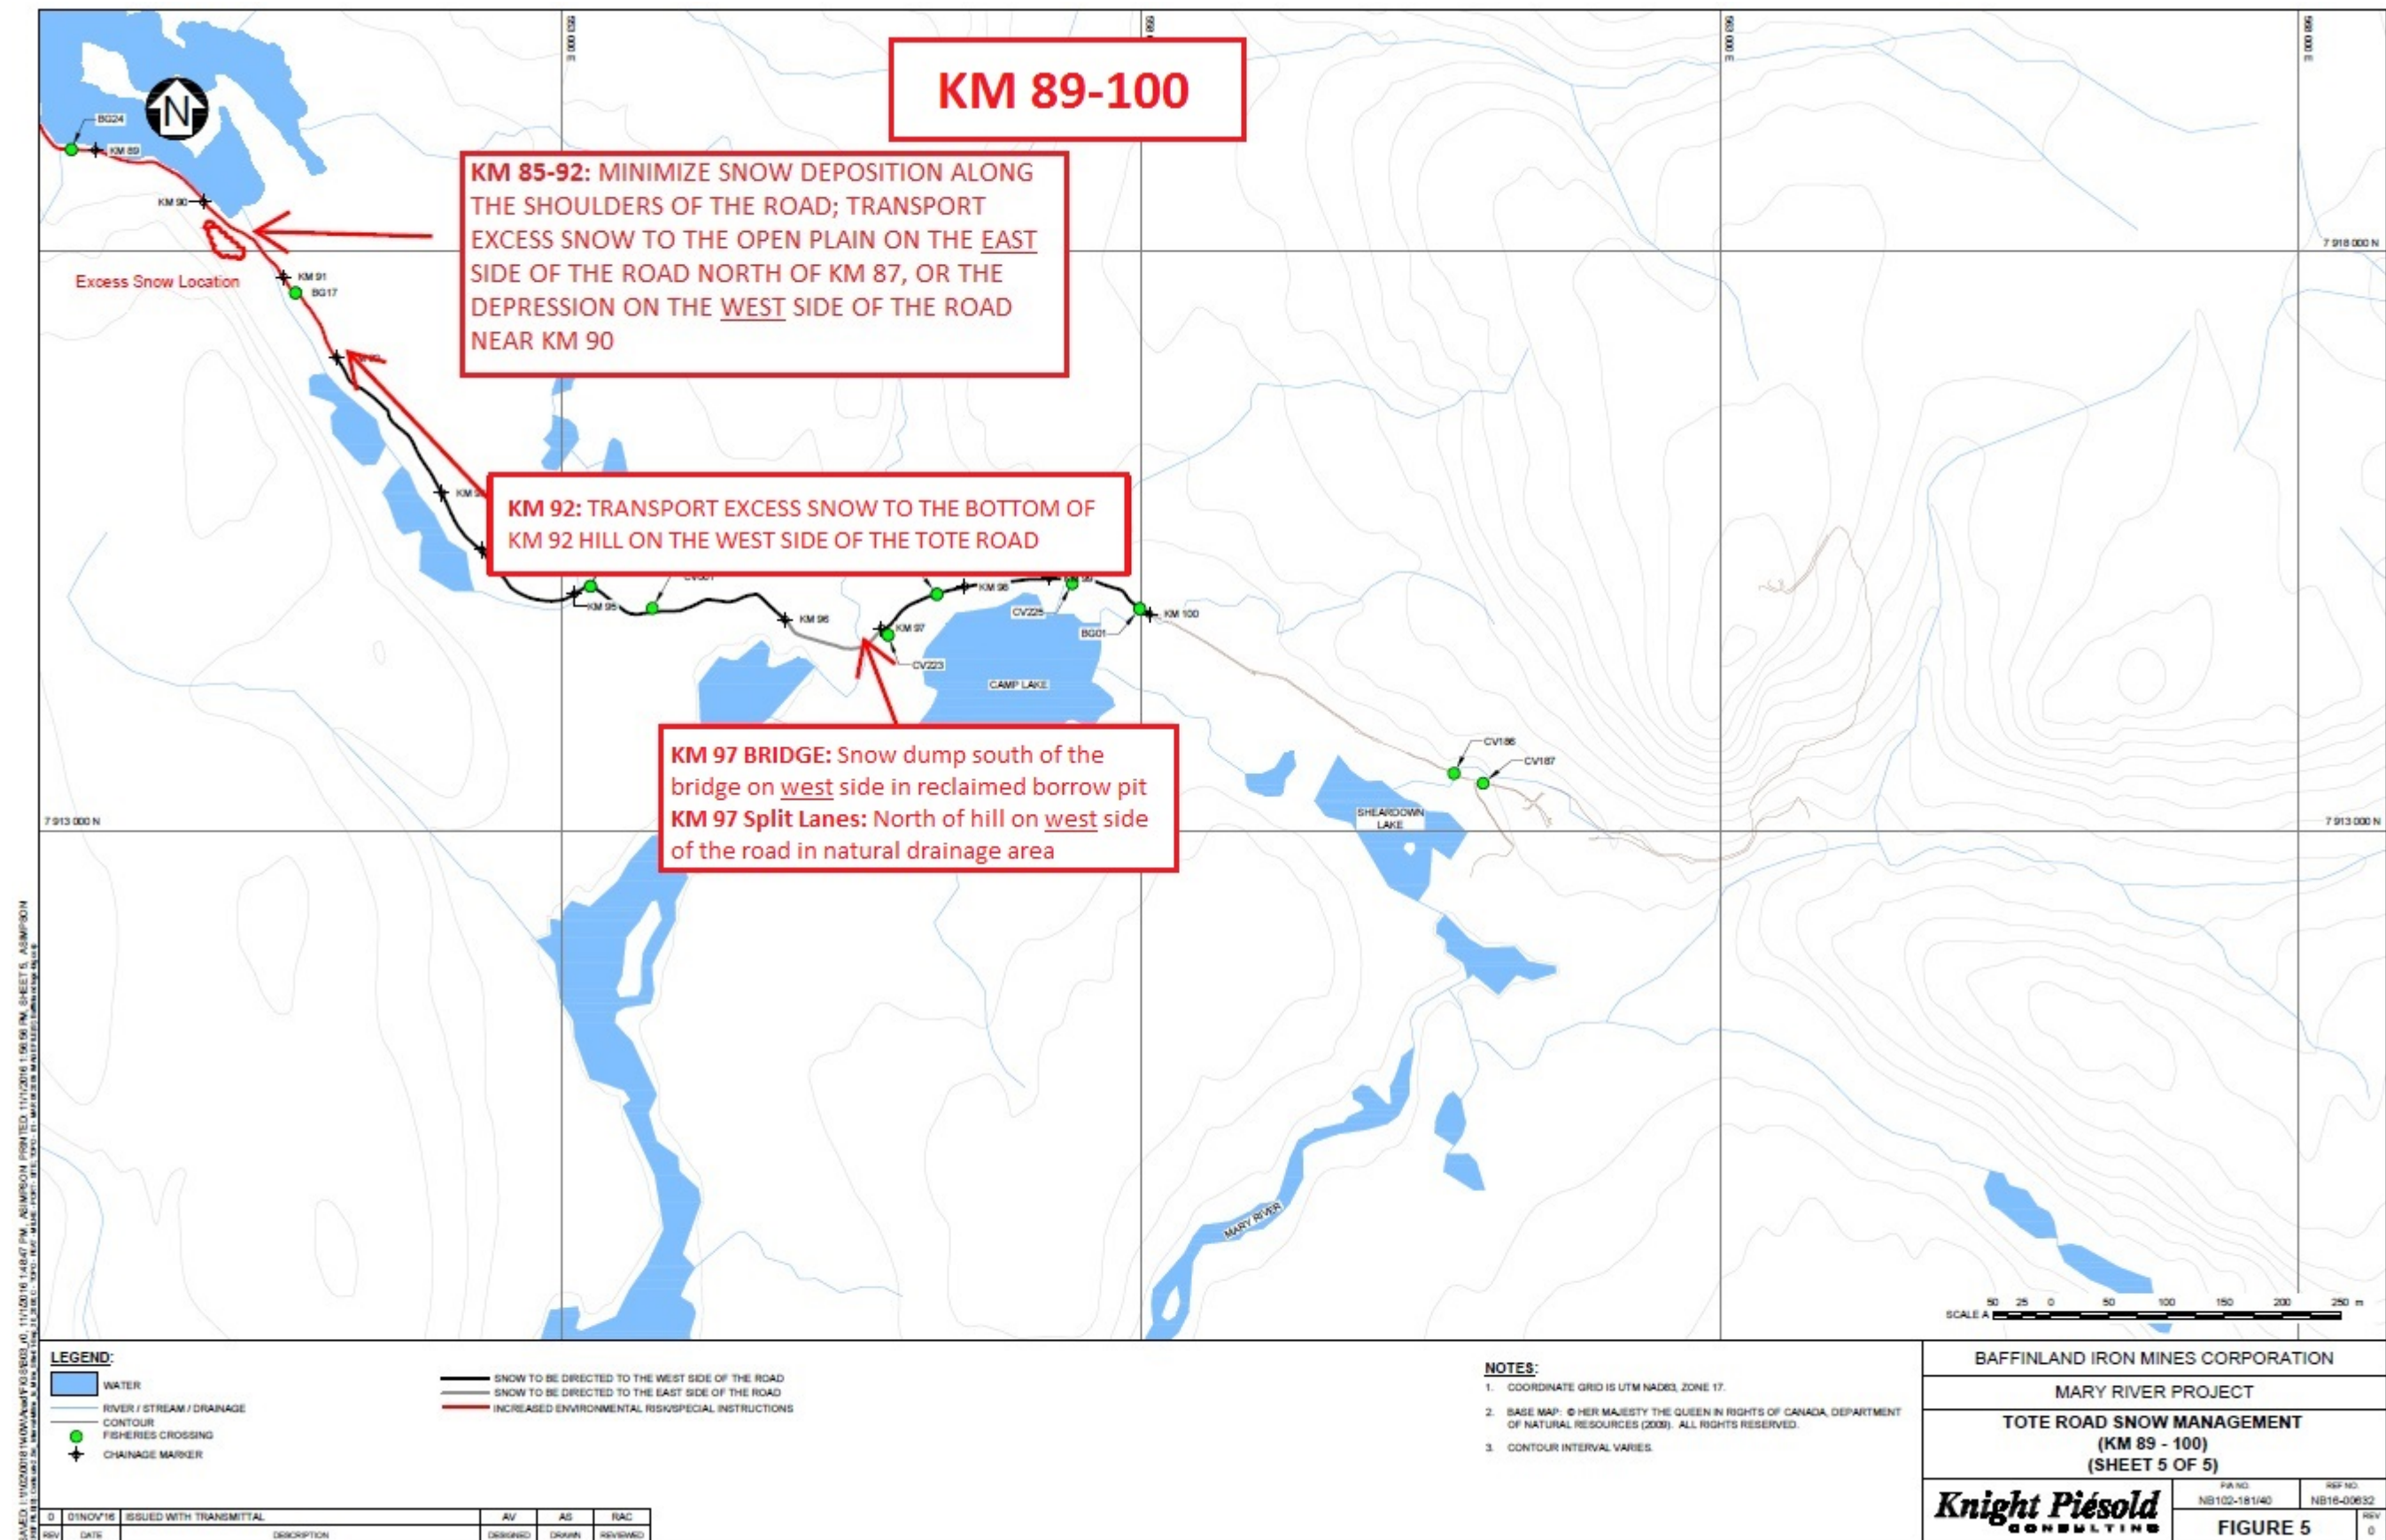 KM 89-100
563 000 E
568 000 E
BG24
KM 89
KM 90
KM 85-92: MINIMIZE SNOW DEPOSITION ALONG
THE SHOULDERS OF THE ROAD; TRANSPORT
EXCESS SNOW TO THE OPEN PLAIN ON THE EAST
SIDE OF THE ROAD NORTH OF KM 87, OR THE
DEPRESSION ON THE WEST SIDE OF THE ROAD
NEAR KM 90
7 918 000 N
Excess Snow Location
KM 91
BG17
KM 92: TRANSPORT EXCESS SNOW TO THE BOTTOM OF
KM 92 HILL ON THE WEST SIDE OF THE TOTE ROAD
KM 95
KM 96
KM 97
CV223
KM 98
CV225
BG01
KM 100
CAMP LAKE
KM 97 BRIDGE: Snow dump south of the
bridge on west side in reclaimed borrow pit
KM 97 Split Lanes: North of hill on west side
of the road in natural drainage area
CV186
CV187
SHEARDOWN
LAKE
7 913 000 N
7 913 000 N
MARY RIVER
SCALE A
50 25 0 50 100 150 200 250 m
LEGEND:
WATER
RIVER / STREAM / DRAINAGE
CONTOUR
FISHERIES CROSSING
CHAINAGE MARKER
SNOW TO BE DIRECTED TO THE WEST SIDE OF THE ROAD
SNOW TO BE DIRECTED TO THE EAST SIDE OF THE ROAD
INCREASED ENVIRONMENTAL RISK/SPECIAL INSTRUCTIONS
NOTES:
1. COORDINATE GRID IS UTM NAD83, ZONE 17.
2. BASE MAP: © HER MAJESTY THE QUEEN IN RIGHTS OF CANADA, DEPARTMENT
OF NATURAL RESOURCES (2009). ALL RIGHTS RESERVED.
3. CONTOUR INTERVAL VARIES.
BAFFINLAND IRON MINES CORPORATION
MARY RIVER PROJECT
TOTE ROAD SNOW MANAGEMENT
(KM 89 - 100)
(SHEET 5 OF 5)
Knight Piésold
CONSULTING
P/A NO.
NB102-181/40
REF NO.
NB16-00632
FIGURE 5
REV
0
0 01NOV'16 ISSUED WITH TRANSMITTAL AV AS RAC
REV DATE DESCRIPTION DESIGNED DRAWN REVIEWED